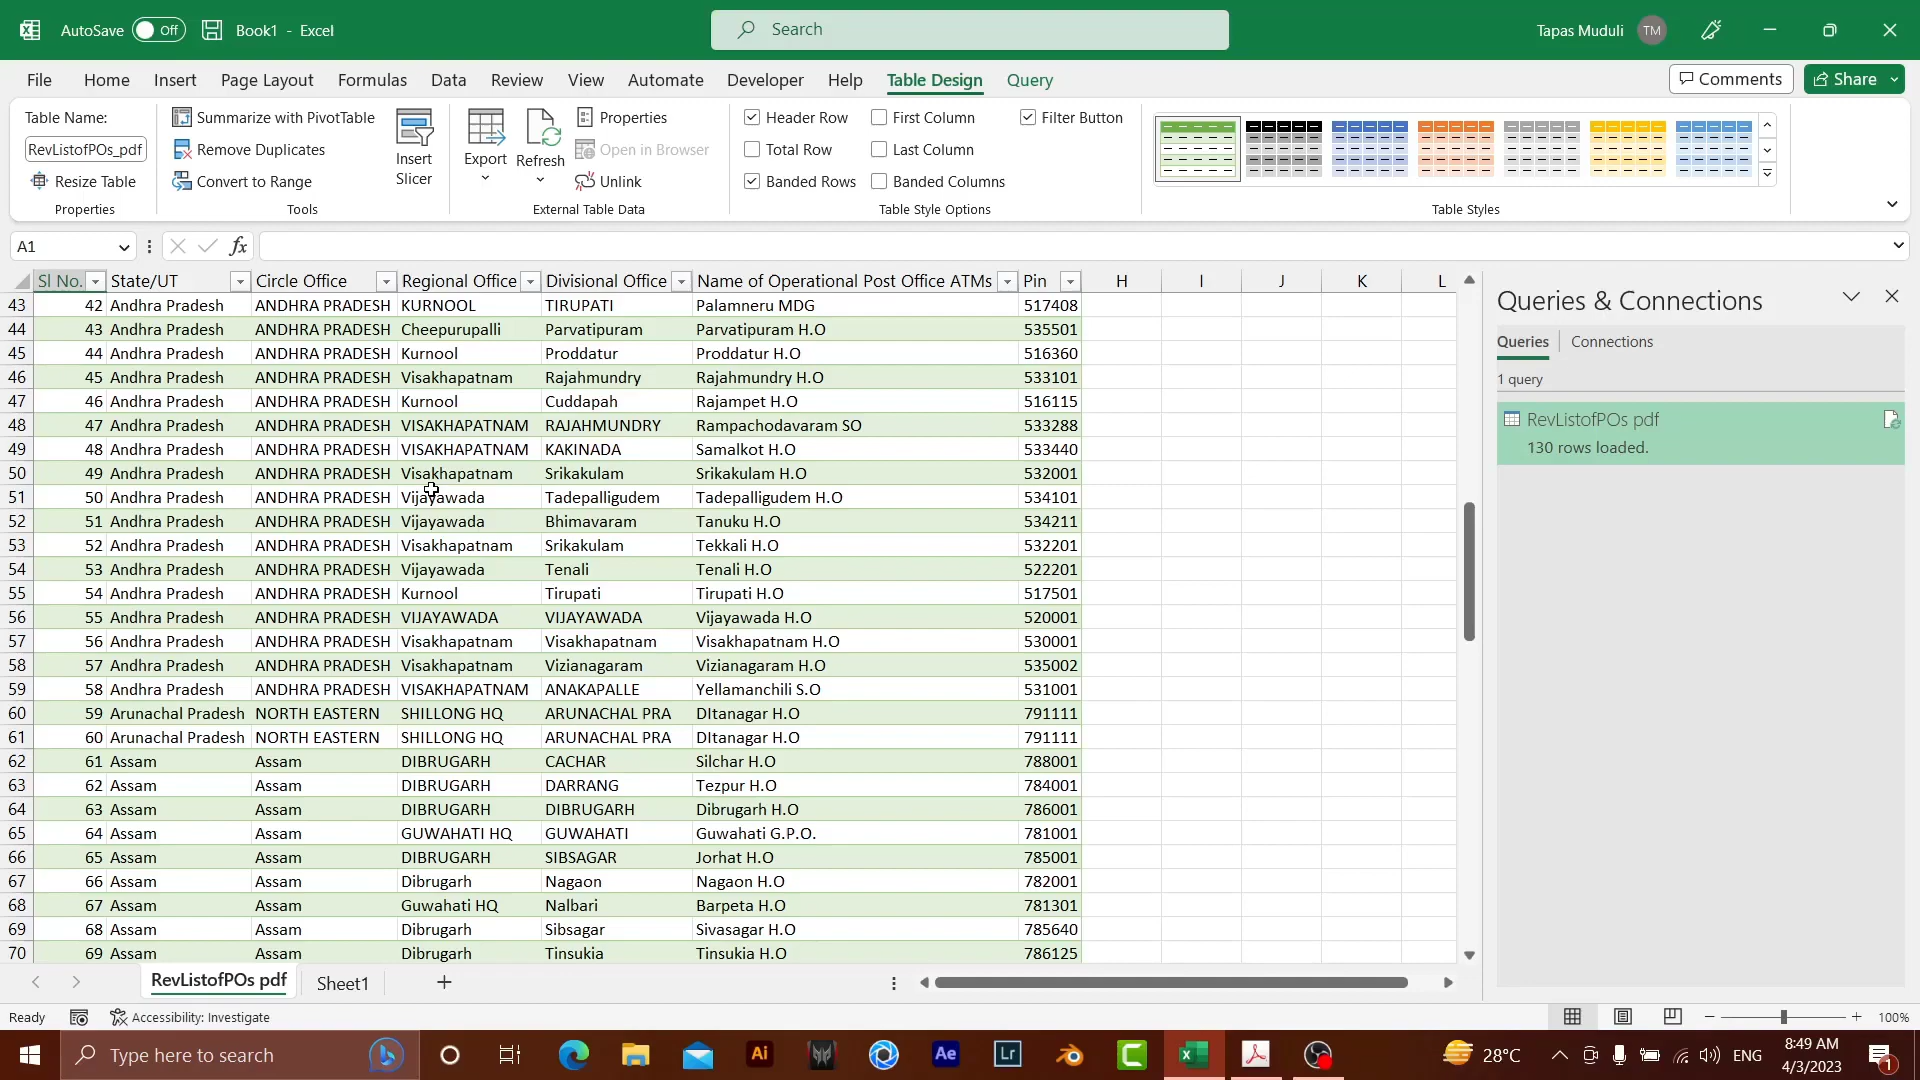 AutoSave Off Book1 - Excel Search Tapas Muduli TM
File Home Insert Page Layout Formulas Data Review View Automate Developer Help Table Design Query Comments Share
Table Name:
RevListofPOs_pdf
Resize Table
Properties
Summarize with PivotTable
Remove Duplicates
Convert to Range
Tools
Insert
Slicer
Export
Refresh
Properties
Open in Browser
Unlink
External Table Data
Header Row First Column Filter Button
Total Row Last Column
Banded Rows Banded Columns
Table Style Options
Table Styles
A1 fx
Sl No. State/UT Circle Office Regional Office Divisional Office Name of Operational Post Office ATMs Pin H I J K L
43 42 Andhra Pradesh ANDHRA PRADESH KURNOOL TIRUPATI Palamneru MDG 517408
44 43 Andhra Pradesh ANDHRA PRADESH Cheepurupalli Parvatipuram Parvatipuram H.O 535501
45 44 Andhra Pradesh ANDHRA PRADESH Kurnool Proddatur Proddatur H.O 516360
46 45 Andhra Pradesh ANDHRA PRADESH Visakhapatnam Rajahmundry Rajahmundry H.O 533101
47 46 Andhra Pradesh ANDHRA PRADESH Kurnool Cuddapah Rajampet H.O 516115
48 47 Andhra Pradesh ANDHRA PRADESH VISAKHAPATNAM RAJAHMUNDRY Rampachodavaram SO 533288
49 48 Andhra Pradesh ANDHRA PRADESH VISAKHAPATNAM KAKINADA Samalkot H.O 533440
50 49 Andhra Pradesh ANDHRA PRADESH Visakhapatnam Srikakulam Srikakulam H.O 532001
51 50 Andhra Pradesh ANDHRA PRADESH Vijayawada Tadepalligudem Tadepalligudem H.O 534101
52 51 Andhra Pradesh ANDHRA PRADESH Vijayawada Bhimavaram Tanuku H.O 534211
53 52 Andhra Pradesh ANDHRA PRADESH Visakhapatnam Srikakulam Tekkali H.O 532201
54 53 Andhra Pradesh ANDHRA PRADESH Vijayawada Tenali Tenali H.O 522201
55 54 Andhra Pradesh ANDHRA PRADESH Kurnool Tirupati Tirupati H.O 517501
56 55 Andhra Pradesh ANDHRA PRADESH VIJAYAWADA VIJAYAWADA Vijayawada H.O 520001
57 56 Andhra Pradesh ANDHRA PRADESH Visakhapatnam Visakhapatnam Visakhapatnam H.O 530001
58 57 Andhra Pradesh ANDHRA PRADESH Visakhapatnam Vizianagaram Vizianagaram H.O 535002
59 58 Andhra Pradesh ANDHRA PRADESH VISAKHAPATNAM ANAKAPALLE Yellamanchili S.O 531001
60 59 Arunachal Pradesh NORTH EASTERN SHILLONG HQ ARUNACHAL PRA DItanagar H.O 791111
61 60 Arunachal Pradesh NORTH EASTERN SHILLONG HQ ARUNACHAL PRA DItanagar H.O 791111
62 61 Assam Assam DIBRUGARH CACHAR Silchar H.O 788001
63 62 Assam Assam DIBRUGARH DARRANG Tezpur H.O 784001
64 63 Assam Assam DIBRUGARH DIBRUGARH Dibrugarh H.O 786001
65 64 Assam Assam GUWAHATI HQ GUWAHATI Guwahati G.P.O. 781001
66 65 Assam Assam DIBRUGARH SIBSAGAR Jorhat H.O 785001
67 66 Assam Assam Dibrugarh Nagaon Nagaon H.O 782001
68 67 Assam Assam Guwahati HQ Nalbari Barpeta H.O 781301
69 68 Assam Assam Dibrugarh Sibsagar Sivasagar H.O 785640
70 69 Assam Assam Dibrugarh Tinsukia Tinsukia H.O 786125
Queries & Connections
Queries Connections
1 query
RevListofPOs pdf
130 rows loaded.
RevListofPOs pdf Sheet1
Ready Accessibility: Investigate 100%
Type here to search Ai Ae Lr 28°C ENG 8:49 AM
4/3/2023 1